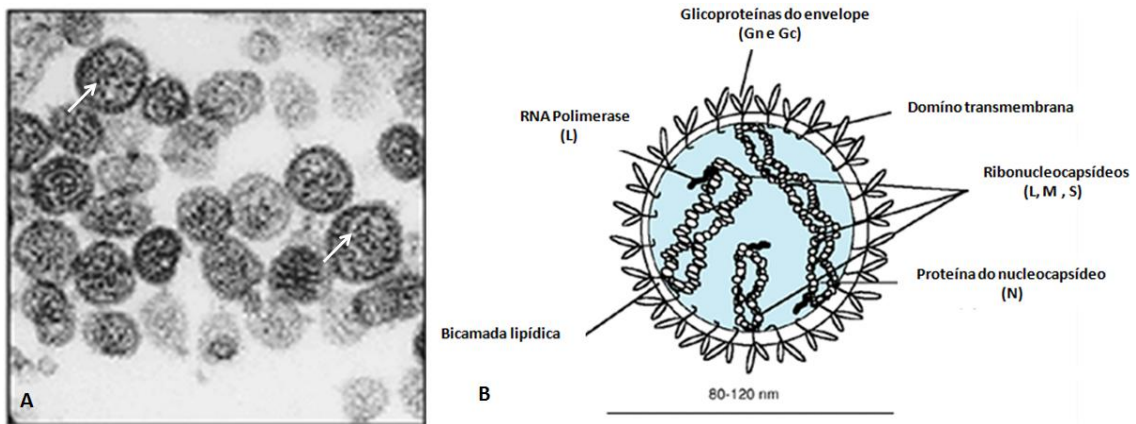 Glicoproteínas do envelope
(Gn e Gc)
RNA Polimerase
(L)
Domíno transmembrana
Ribonucleocapsídeos
(L, M , S)
Proteína do nucleocapsídeo
(N)
Bicamada lipídica
80-120 nm
A
B